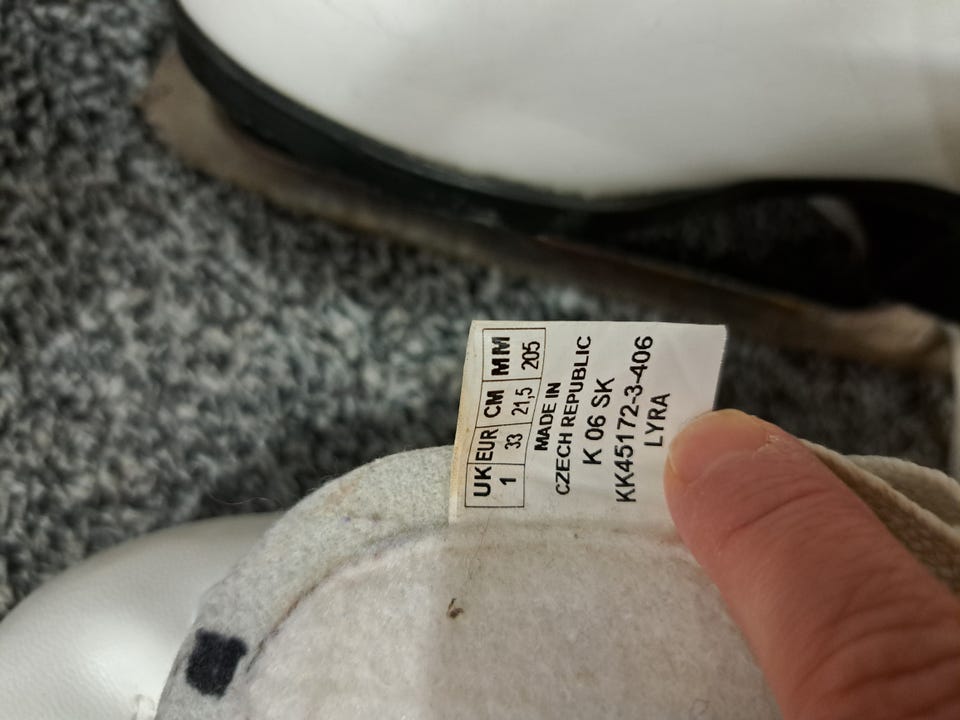 UK EUR CM MM
1 33 21,5 205
MADE IN
CZECH REPUBLIC
K 06 SK
KK45172-3-406
LYRA